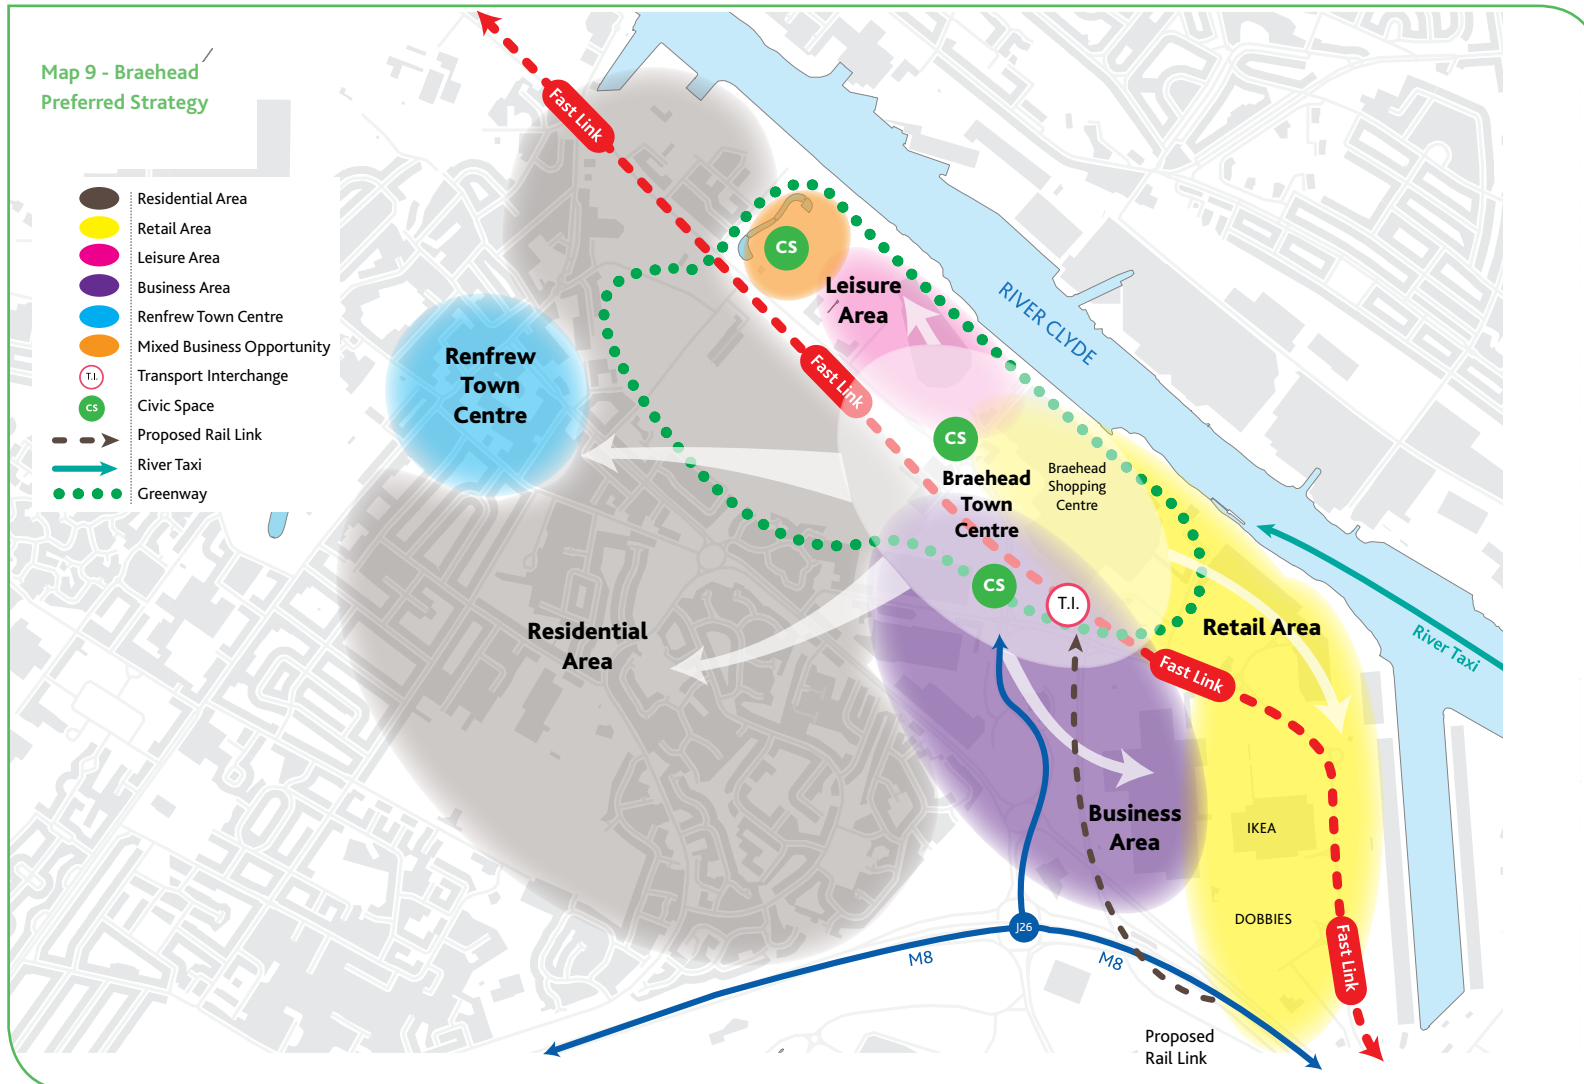 Map 9 - Braehead
Preferred Strategy
Residential Area
Retail Area
Leisure Area
Business Area
Renfrew Town Centre
Mixed Business Opportunity
T.I.
Transport Interchange
CS
Civic Space
Proposed Rail Link
River Taxi
Greenway
Fast Link
CS
Leisure
Area
RIVER CLYDE
Renfrew
Town
Centre
Fast Link
CS
Braehead
Town
Centre
Braehead
Shopping
Centre
CS
T.I.
Residential
Area
Retail Area
River Taxi
Fast Link
Business
Area
IKEA
DOBBIES
J26
M8
M8
Fast Link
Proposed
Rail Link